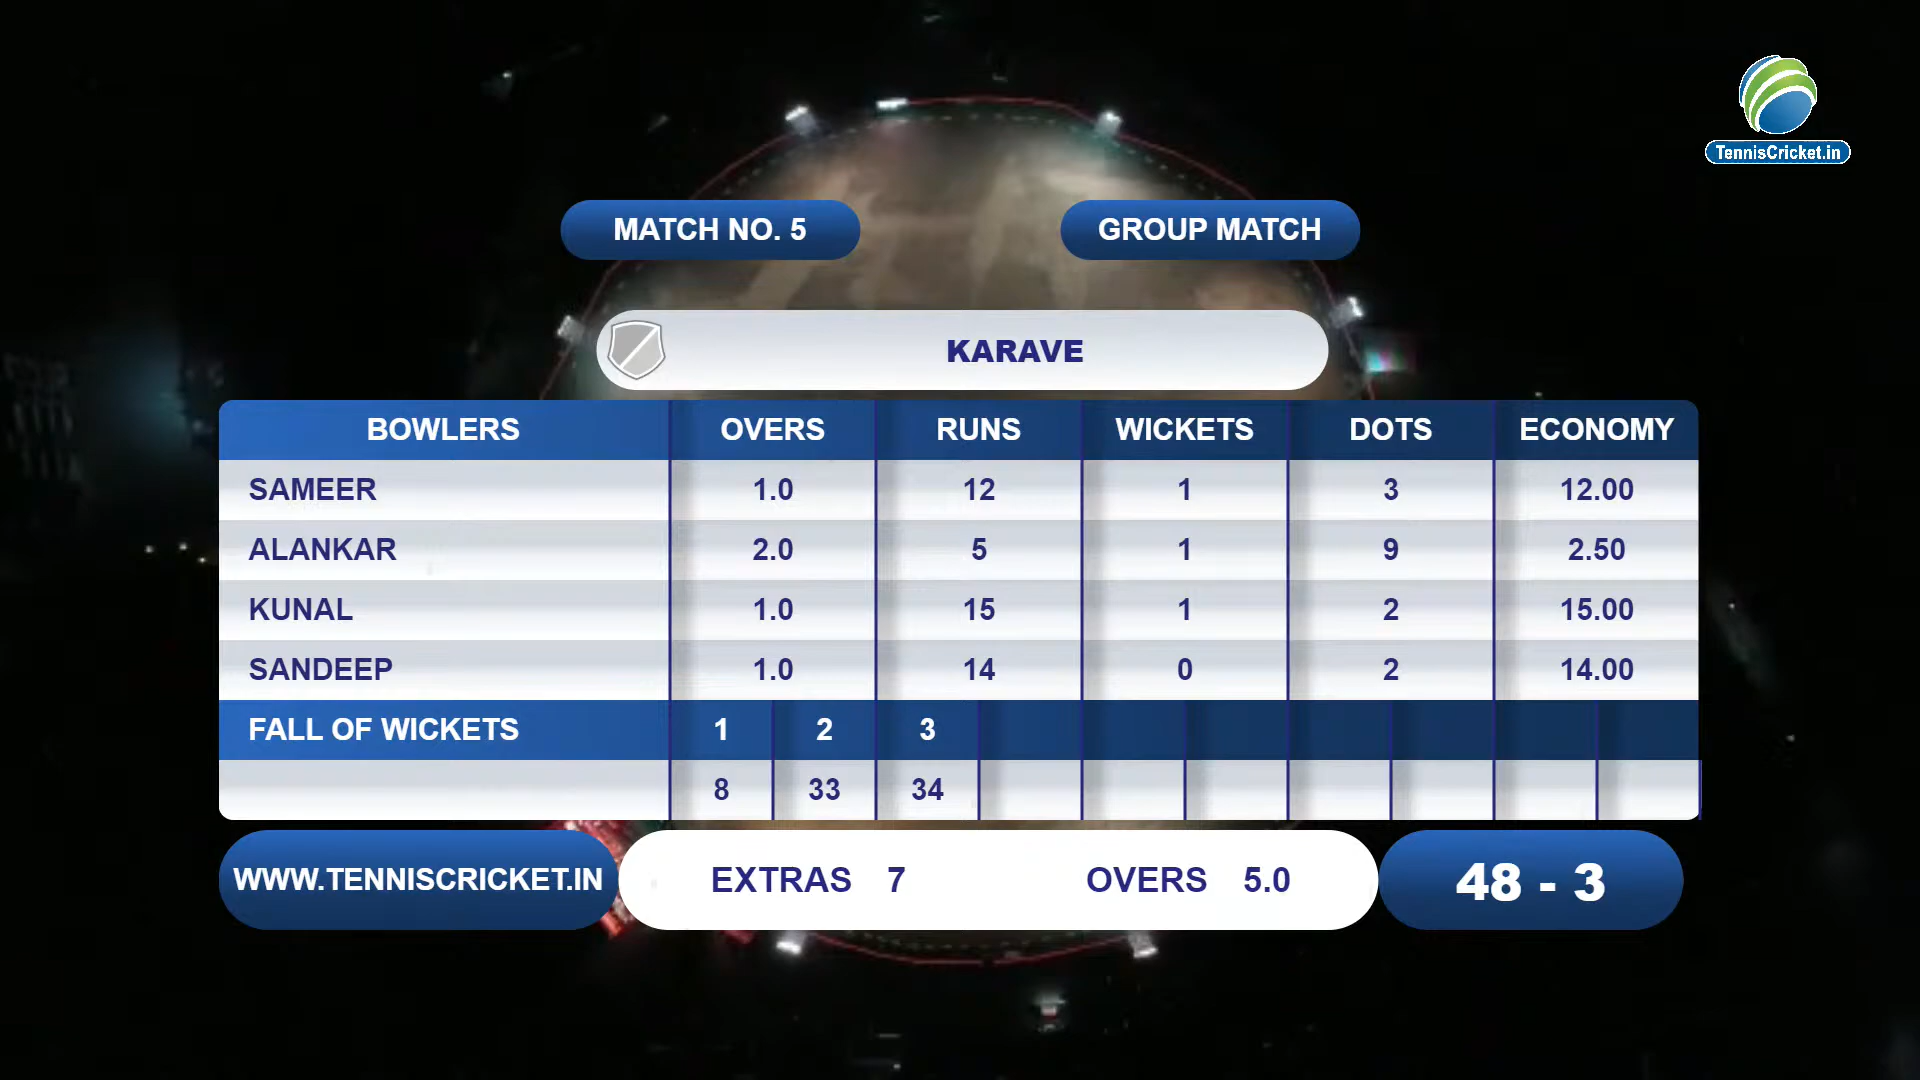 TennisCricket.in
MATCH NO. 5 GROUP MATCH
KARAVE
BOWLERS OVERS RUNS WICKETS DOTS ECONOMY
SAMEER 1.0 12 1 3 12.00
ALANKAR 2.0 5 1 9 2.50
KUNAL 1.0 15 1 2 15.00
SANDEEP 1.0 14 0 2 14.00
FALL OF WICKETS 1 2 3
8 33 34
WWW.TENNISCRICKET.IN EXTRAS 7 OVERS 5.0 48 - 3